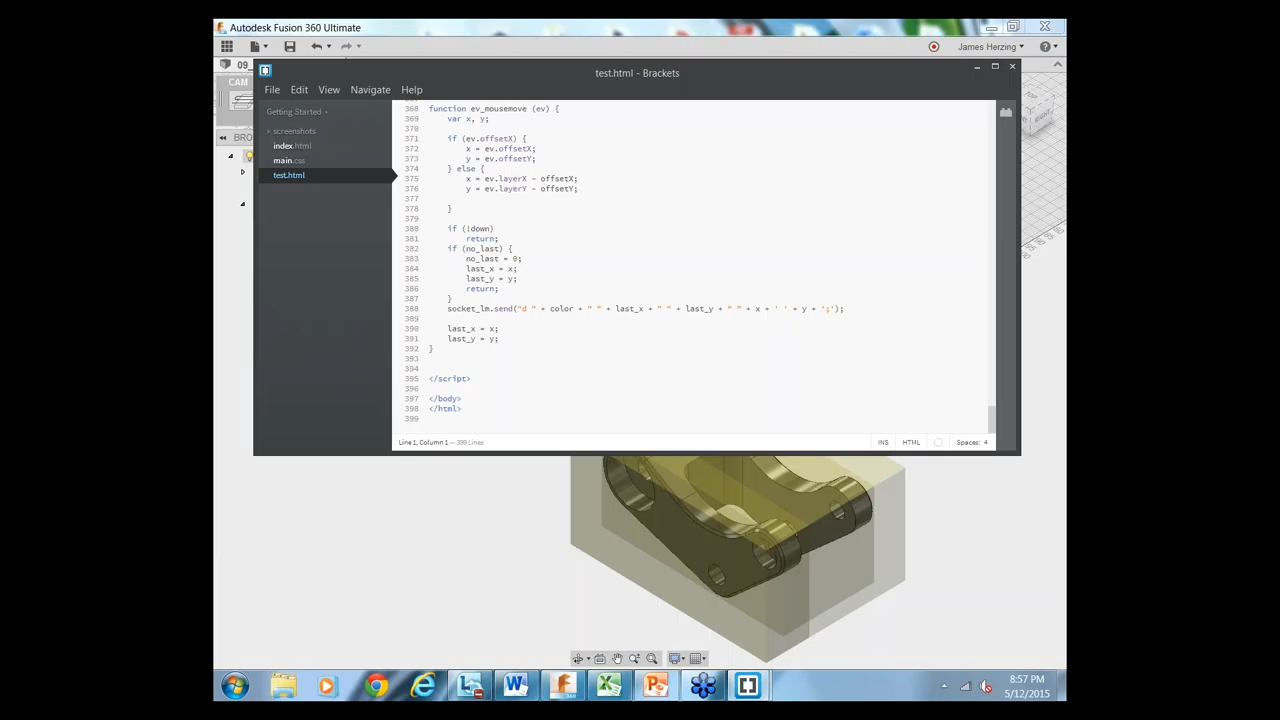 Autodesk Fusion 360 Ultimate
James Herzing
09_
CAM
BRO
test.html - Brackets
File Edit View Navigate Help
Getting Started
screenshots
index.html
main.css
test.html
368 function ev_mousemove (ev) {
369 var x, y;
370
371 if (ev.offsetX) {
372 x = ev.offsetX;
373 y = ev.offsetY;
374 } else {
375 x = ev.layerX - offsetX;
376 y = ev.layerY - offsetY;
377
378 }
379
380 if (!down)
381 return;
382 if (no_last) {
383 no_last = 0;
384 last_x = x;
385 last_y = y;
386 return;
387 }
388 socket_lm.send("d " + color + " " + last_x + " " + last_y + " " + x + ' ' + y + ';');
389
390 last_x = x;
391 last_y = y;
392 }
393
394
395 </script>
396
397 </body>
398 </html>
399
Line 1, Column 1 — 399 Lines
INS HTML Spaces: 4
8:57 PM
5/12/2015